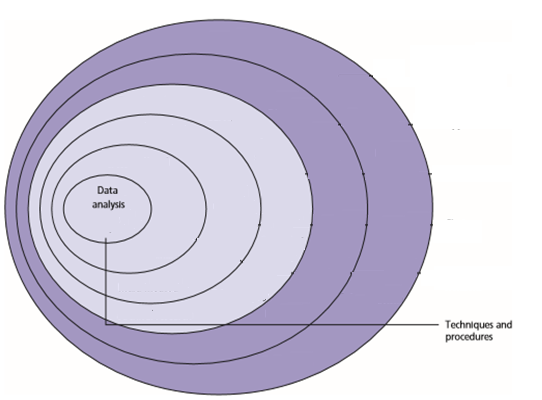 Data
analysis
Techniques and
procedures